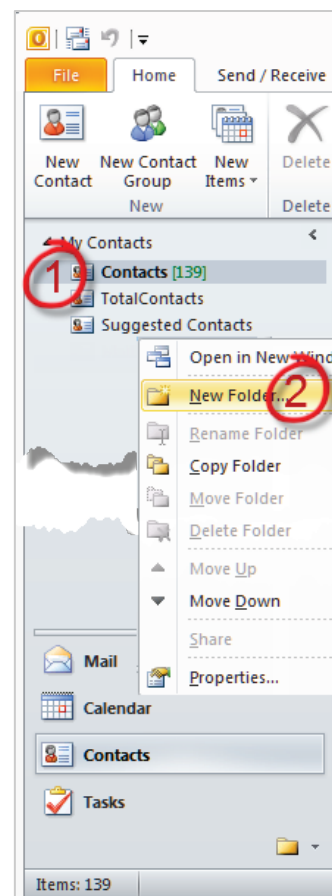 File Home Send / Receive
New Contact
New Contact Group
New Items
Delete
New
Delete
My Contacts
1
Contacts [139]
TotalContacts
Suggested Contacts
Open in New Wind
New Folder...
2
Rename Folder
Copy Folder
Move Folder
Delete Folder
Move Up
Move Down
Share
Properties...
Mail
Calendar
Contacts
Tasks
Items: 139